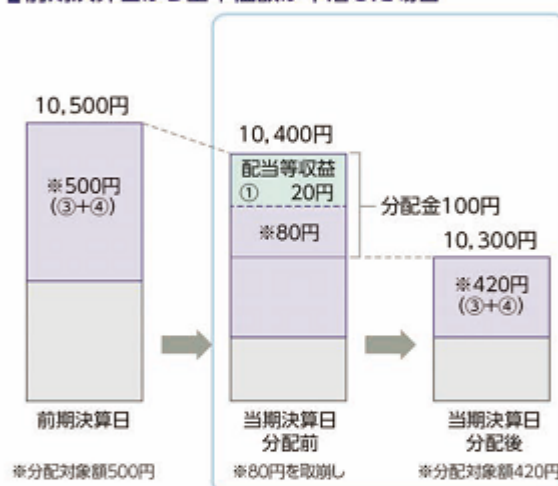 10,500円
※500円
(③+④)
前期決算日
※分配対象額500円
10,400円
配当等収益
① 20円
※80円
分配金100円
当期決算日
分配前
※80円を取崩し
10,300円
※420円
(③+④)
当期決算日
分配後
※分配対象額420円